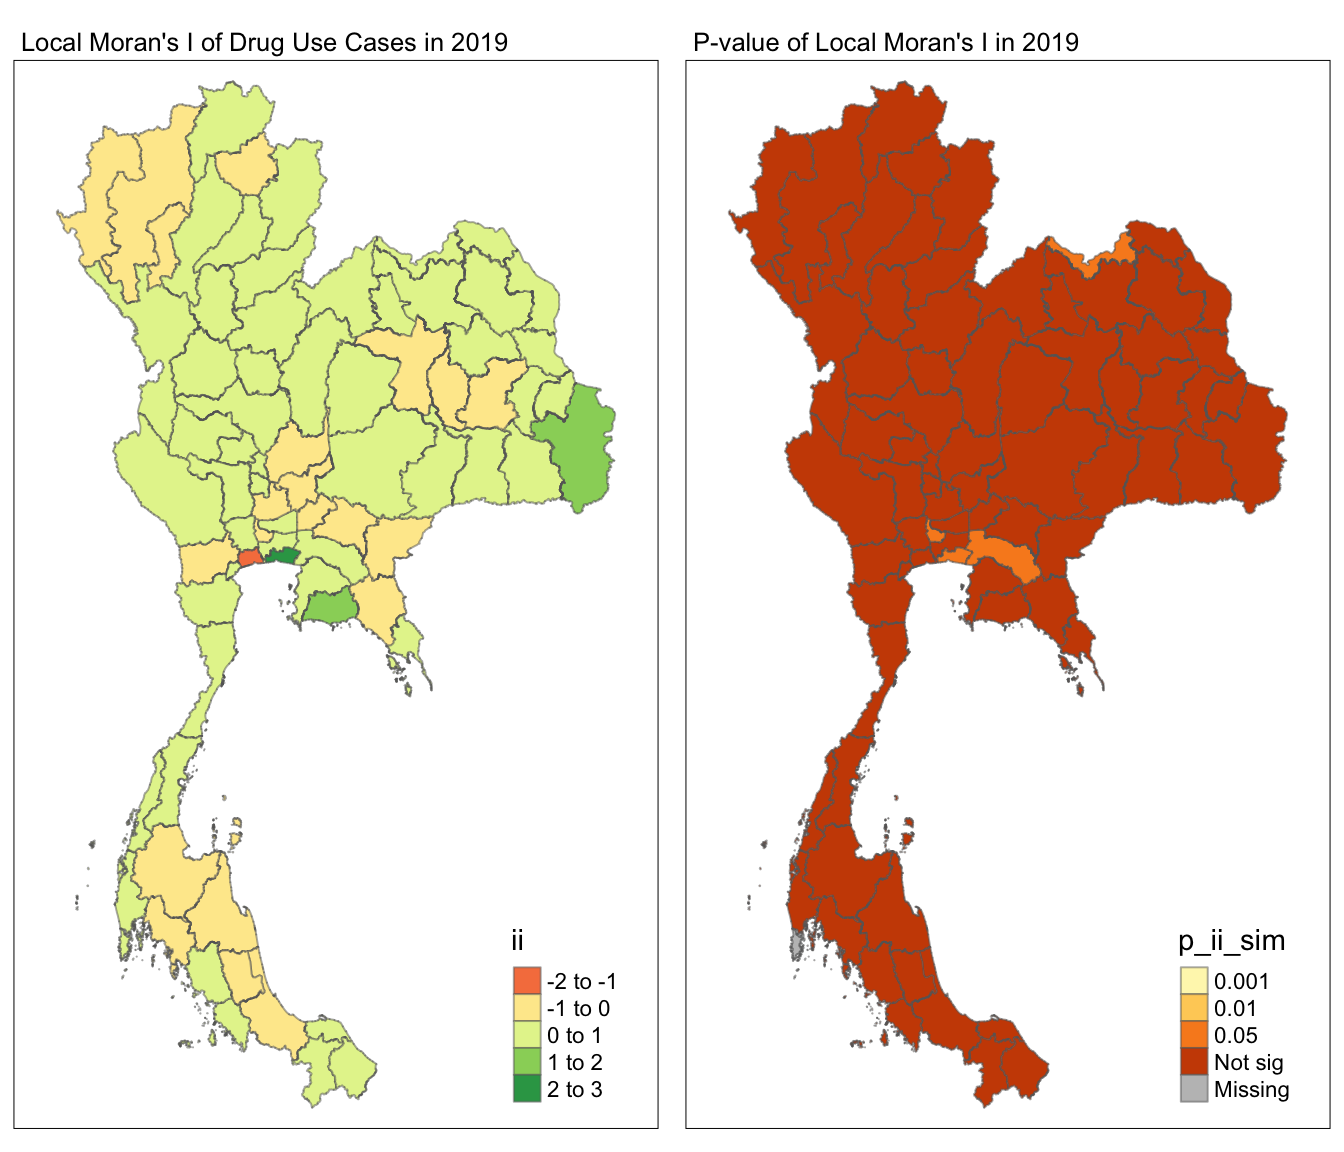 Local Moran's I of Drug Use Cases in 2019
P-value of Local Moran's I in 2019
ii
-2 to -1
-1 to 0
0 to 1
1 to 2
2 to 3
p_ii_sim
0.001
0.01
0.05
Not sig
Missing